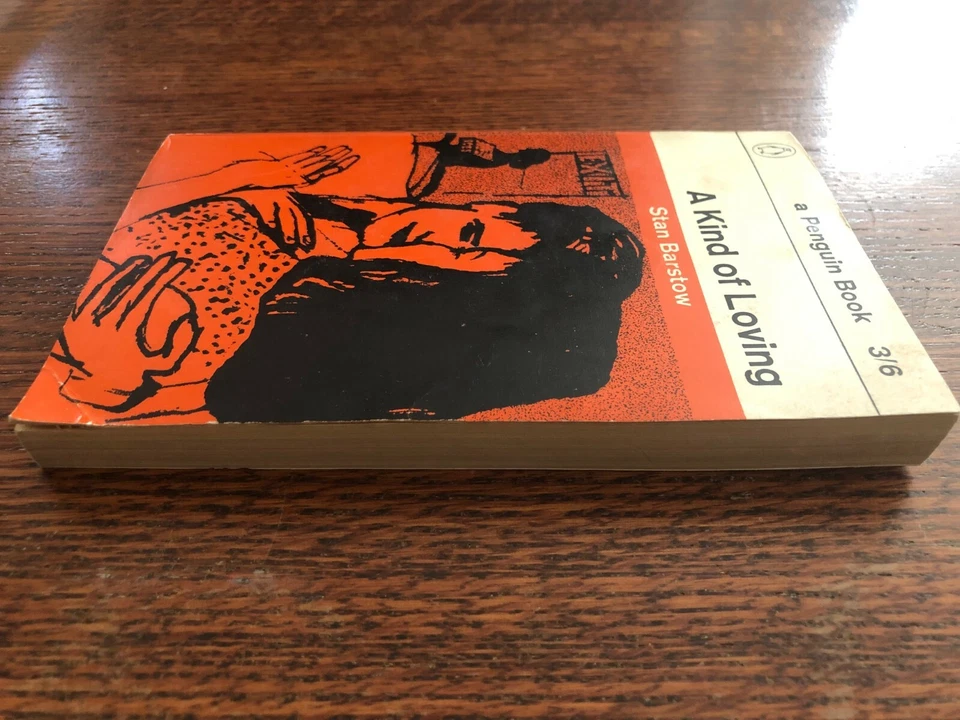 a Penguin Book 3/6
A Kind of Loving
Stan Barstow
EXIT